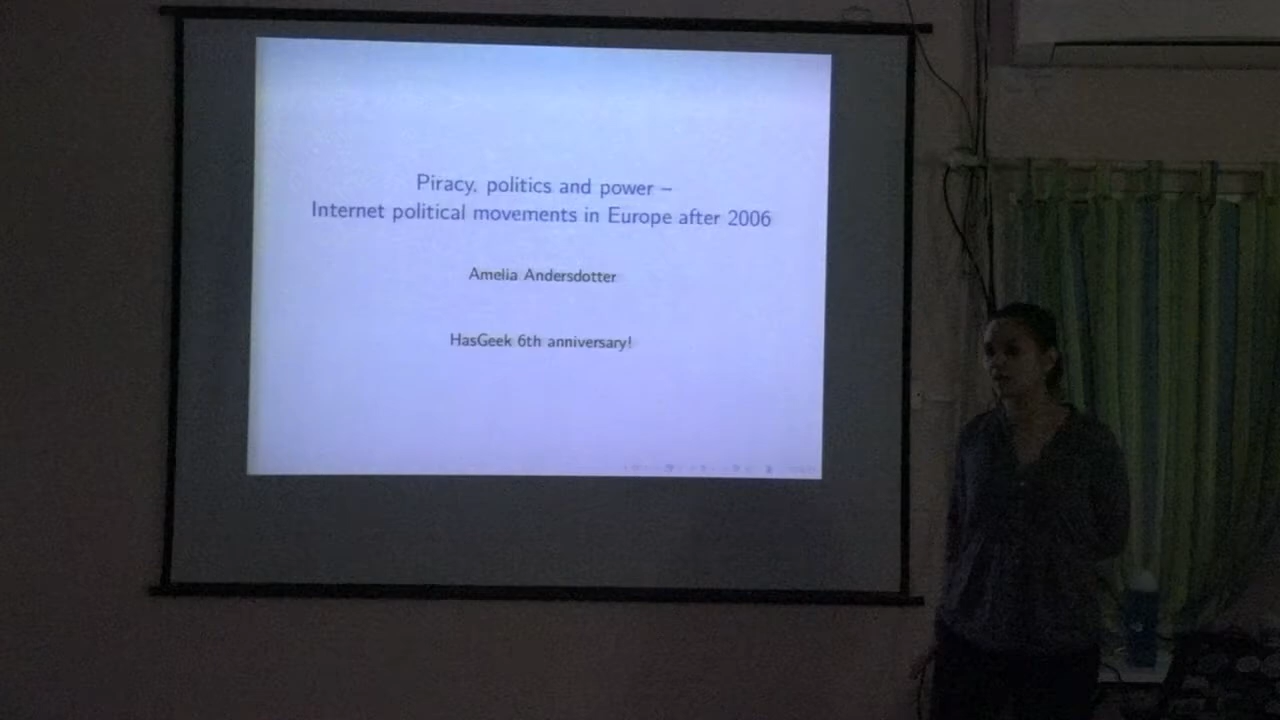 Piracy, politics and power –
Internet political movements in Europe after 2006
Amelia Andersdotter
HasGeek 6th anniversary!